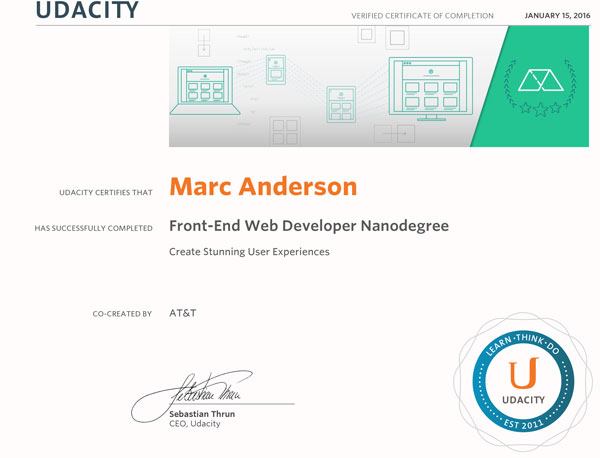 UDACITY
VERIFIED CERTIFICATE OF COMPLETION JANUARY 15, 2016
UDACITY CERTIFIES THAT Marc Anderson
HAS SUCCESSFULLY COMPLETED Front-End Web Developer Nanodegree
Create Stunning User Experiences
CO-CREATED BY AT&T
Sebastian Thrun
Sebastian Thrun
CEO, Udacity
LEARN·THINK·DO
U
UDACITY
EST 2011